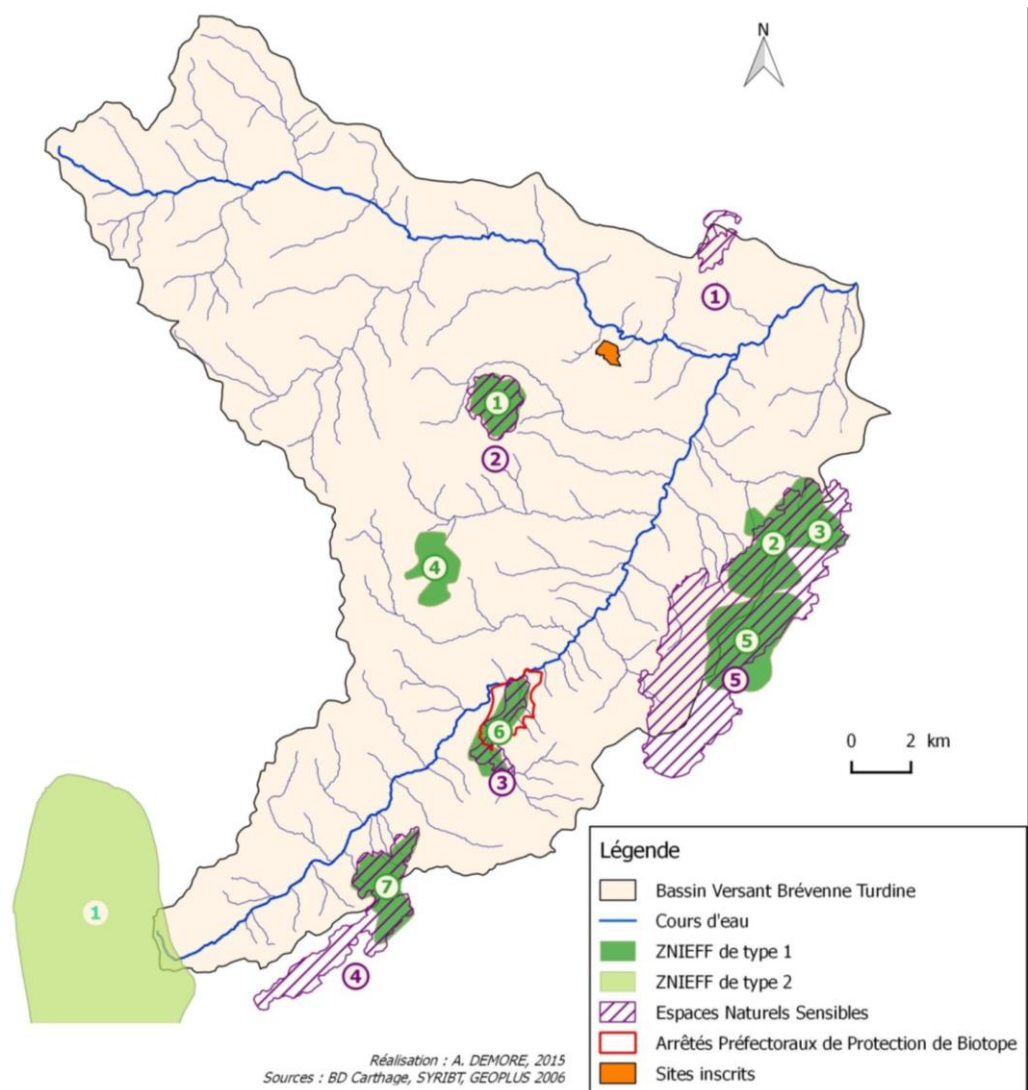 N
1
1
1
2
2
3
4
5
5
6
3
0 2 km
7
1
4
Légende
Bassin Versant Brévenne Turdine
Cours d'eau
ZNIEFF de type 1
ZNIEFF de type 2
Espaces Naturels Sensibles
Arrêtés Préfectoraux de Protection de Biotope
Sites inscrits
Réalisation : A. DEMORE, 2015
Sources : BD Carthage, SYRIBT, GEOPLUS 2006